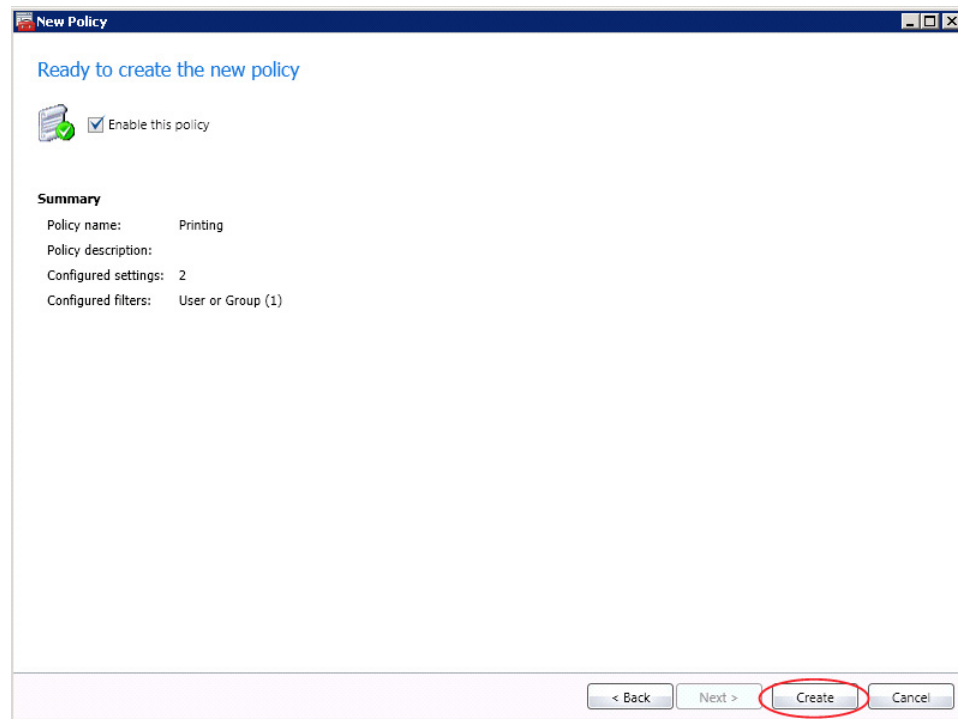 New Policy
Ready to create the new policy
Enable this policy
Summary
Policy name: Printing
Policy description:
Configured settings: 2
Configured filters: User or Group (1)
< Back Next > Create Cancel